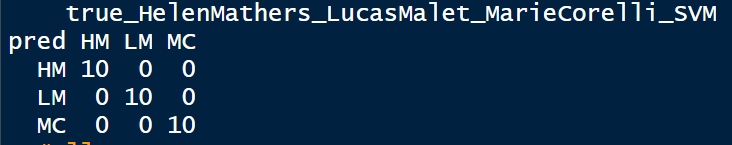 true_HelenMathers_LucasMalet_MarieCorelli_SVM
pred HM LM MC
HM 10 0 0
LM 0 10 0
MC 0 0 10